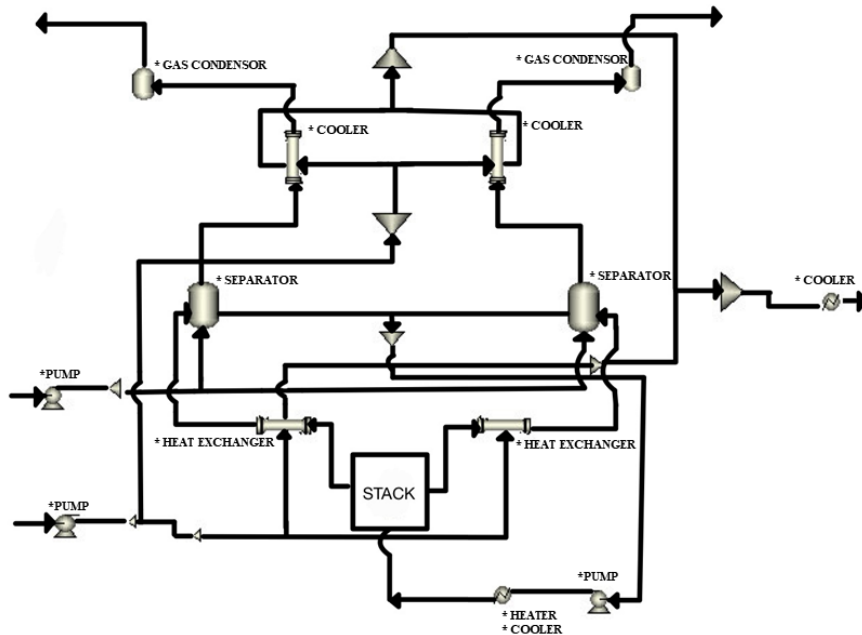 * GAS CONDENSOR
* GAS CONDENSOR
* COOLER
* COOLER
* SEPARATOR
* SEPARATOR
* COOLER
*PUMP
* HEAT EXCHANGER
* HEAT EXCHANGER
STACK
*PUMP
*PUMP
* HEATER
* COOLER